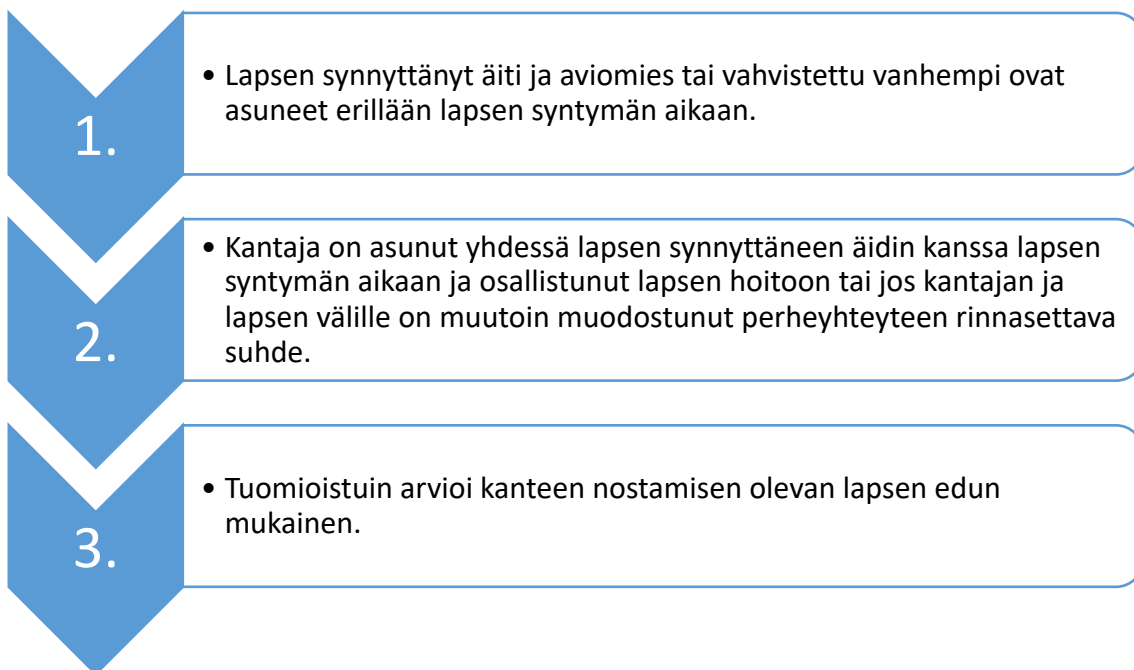 1.
• Lapsen synnyttänyt äiti ja aviomies tai vahvistettu vanhempi ovat
asuneet erillään lapsen syntymän aikaan.
2.
• Kantaja on asunut yhdessä lapsen synnyttäneen äidin kanssa lapsen
syntymän aikaan ja osallistunut lapsen hoitoon tai jos kantajan ja
lapsen välille on muutoin muodostunut perheyhteyteen rinnasettava
suhde.
3.
• Tuomioistuin arvioi kanteen nostamisen olevan lapsen edun
mukainen.